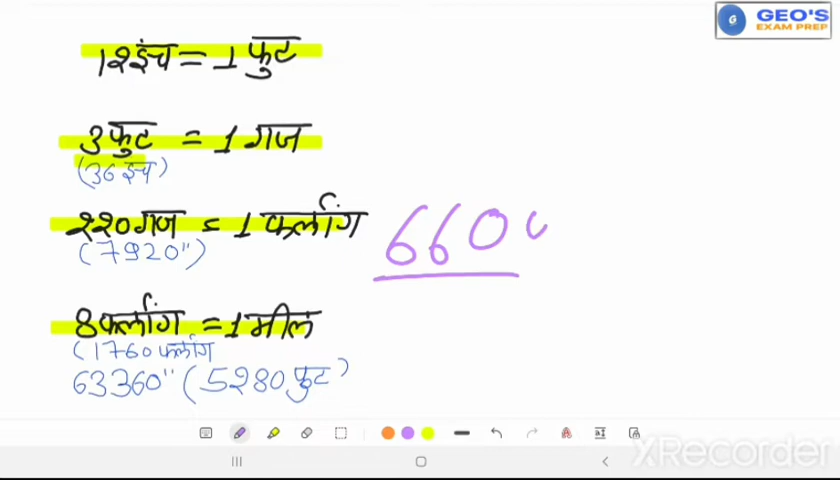 GEO'S
EXAM PREP
12इंच = 1 फुट
3 फुट = 1 गज
(36 इंच)
220 गज = 1 फर्लांग
(7920")
660
8 फर्लांग = 1 मील
(1760 फर्लांग
63360" (5280 फुट)
XRecorder